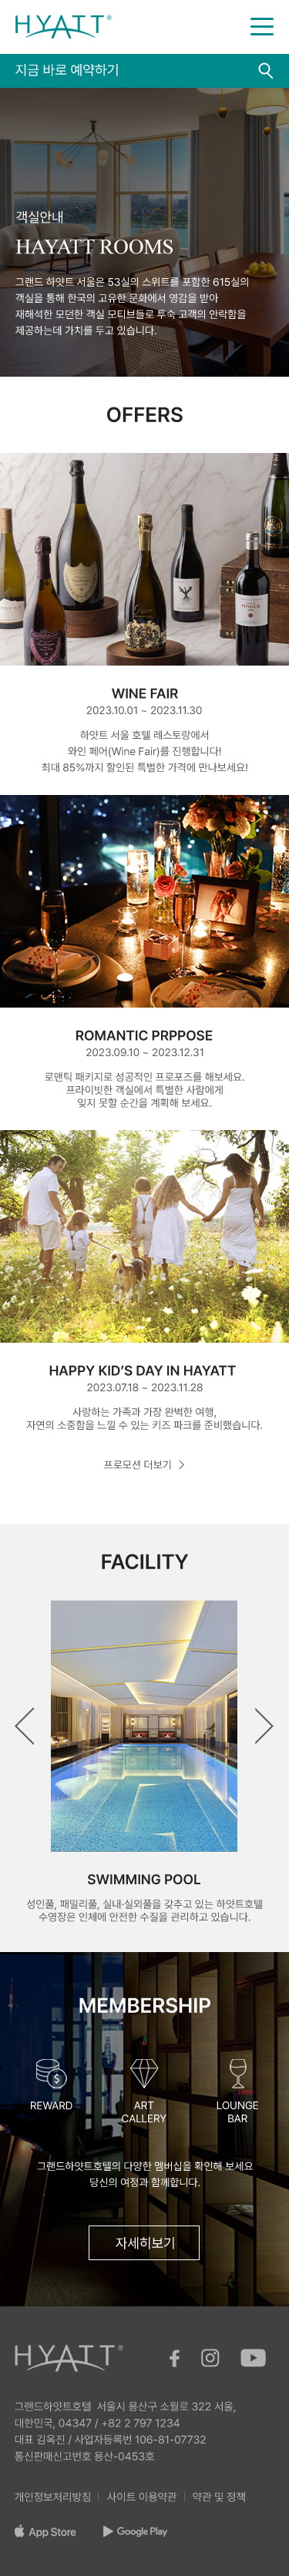 HYATT®
지금 바로 예약하기
객실안내
HAYATT ROOMS
그랜드 하얏트 서울은 53실의 스위트를 포함한 615실의
객실을 통해 한국의 고유한 문화에서 영감을 받아
재해석한 모던한 객실 모티브들로 투숙 고객의 안락함을
제공하는데 가치를 두고 있습니다.
OFFERS
WINE FAIR
2023.10.01 ~ 2023.11.30
하얏트 서울 호텔 레스토랑에서
와인 페어(Wine Fair)를 진행합니다!
최대 85%까지 할인된 특별한 가격에 만나보세요!
ROMANTIC PRPPOSE
2023.09.10 ~ 2023.12.31
로맨틱 패키지로 성공적인 프로포즈를 해보세요.
프라이빗한 객실에서 특별한 사람에게
잊지 못할 순간을 계획해 보세요.
HAPPY KID'S DAY IN HAYATT
2023.07.18 ~ 2023.11.28
사랑하는 가족과 가장 완벽한 여행,
자연의 소중함을 느낄 수 있는 키즈 파크를 준비했습니다.
프로모션 더보기
FACILITY
SWIMMING POOL
성인풀, 패밀리풀, 실내·실외풀을 갖추고 있는 하얏트호텔
수영장은 인체에 안전한 수질을 관리하고 있습니다.
MEMBERSHIP
REWARD
ART
CALLERY
LOUNGE
BAR
그랜드하얏트호텔의 다양한 멤버십을 확인해 보세요
당신의 여정과 함께합니다.
자세히보기
HYATT®
그랜드하얏트호텔 서울시 용산구 소월로 322 서울,
대한민국, 04347 / +82 2 797 1234
대표 김옥진 / 사업자등록번 106-81-07732
통신판매신고번호 용산-0453호
개인정보처리방침 | 사이트 이용약관 | 약관 및 정책
App Store Google Play